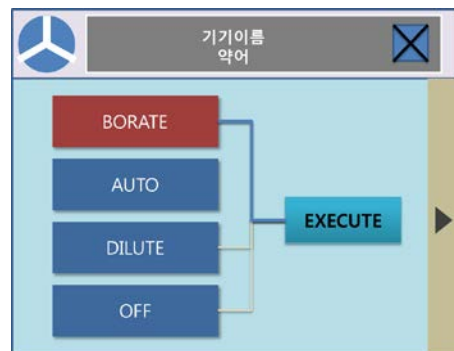 기기이름
약어
BORATE
AUTO
EXECUTE
DILUTE
OFF